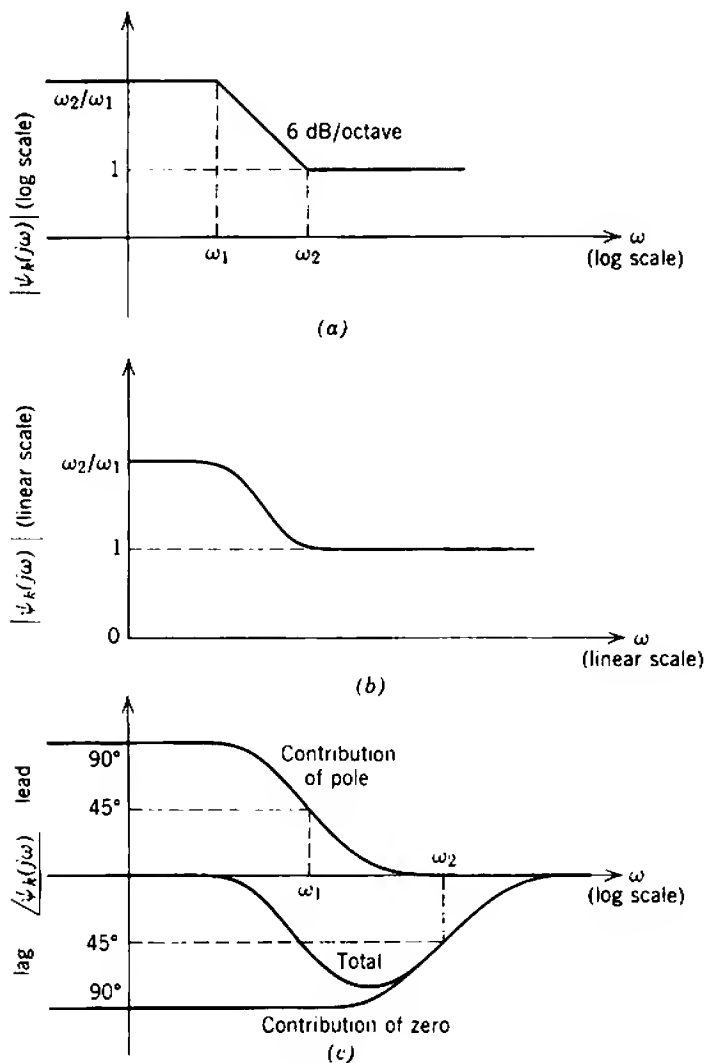 ω₂/ω₁
6 dB/octave
1
|ψₖ(jω)| (log scale)
ω₁
ω₂
ω
(log scale)
(a)
ω₂/ω₁
|ψₖ(jω)| (linear scale)
1
0
ω
(linear scale)
(b)
90°
Contribution
of pole
lead
45°
ω₂
/ψₖ(jω)
ω₁
ω
(log scale)
45°
lag
Total
90°
Contribution of zero
(c)